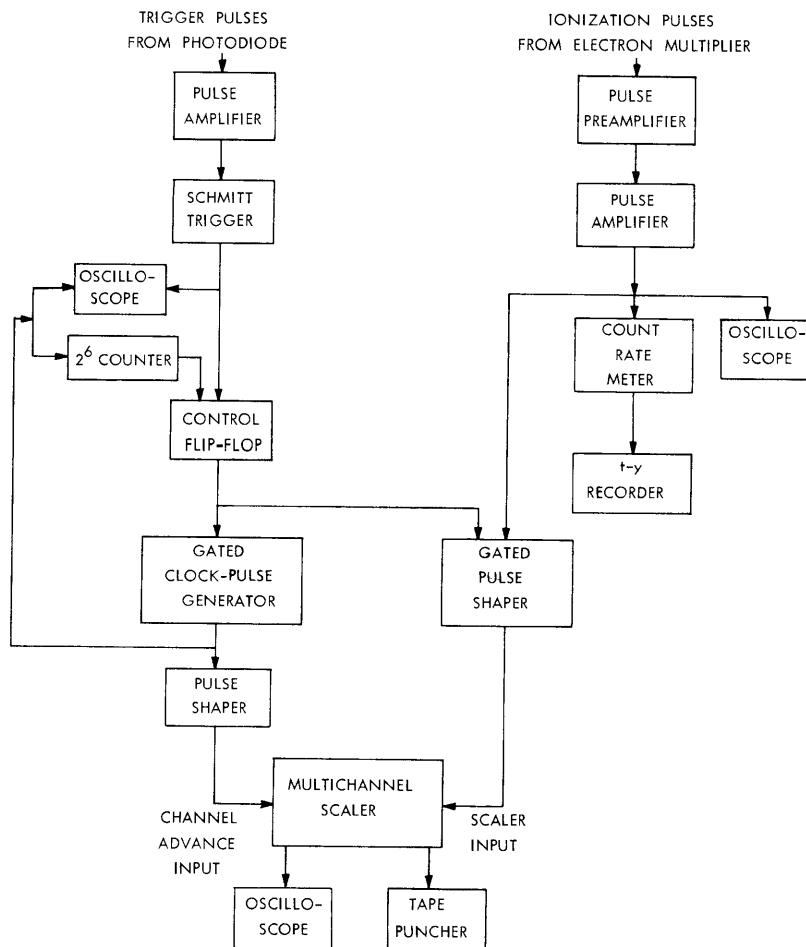 TRIGGER PULSES
FROM PHOTODIODE
IONIZATION PULSES
FROM ELECTRON MULTIPLIER
PULSE
AMPLIFIER
PULSE
PREAMPLIFIER
SCHMITT
TRIGGER
PULSE
AMPLIFIER
OSCILLO-
SCOPE
2^6 COUNTER
COUNT
RATE
METER
OSCILLO-
SCOPE
CONTROL
FLIP-FLOP
t-y
RECORDER
GATED
CLOCK-PULSE
GENERATOR
GATED
PULSE
SHAPER
PULSE
SHAPER
MULTICHANNEL
SCALER
CHANNEL
ADVANCE
INPUT
SCALER
INPUT
OSCILLO-
SCOPE
TAPE
PUNCHER